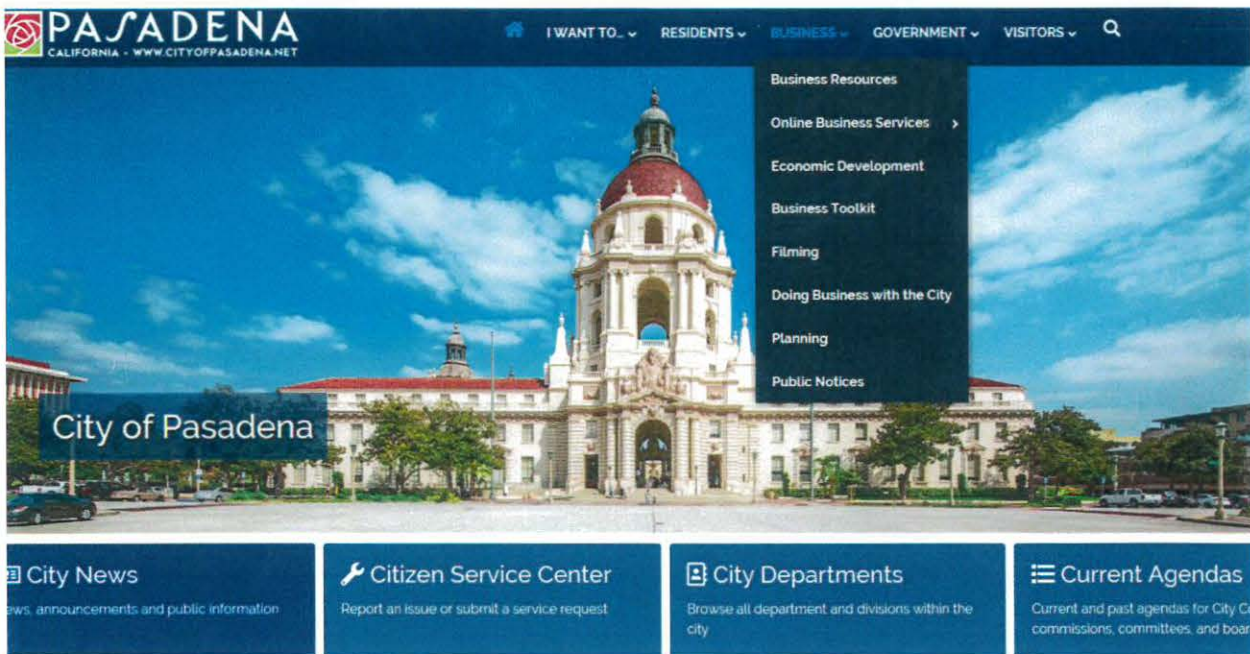 PASADENA
CALIFORNIA - WWW.CITYOFPASADENA.NET
I WANT TO...
RESIDENTS
BUSINESS
GOVERNMENT
VISITORS
Business Resources
Online Business Services
Economic Development
Business Toolkit
Filming
Doing Business with the City
Planning
Public Notices
City of Pasadena
City News
ews, announcements and public information
Citizen Service Center
Report an issue or submit a service request
City Departments
Browse all department and divisions within the
city
Current Agendas
Current and past agendas for City Co
commissions, committees, and boar